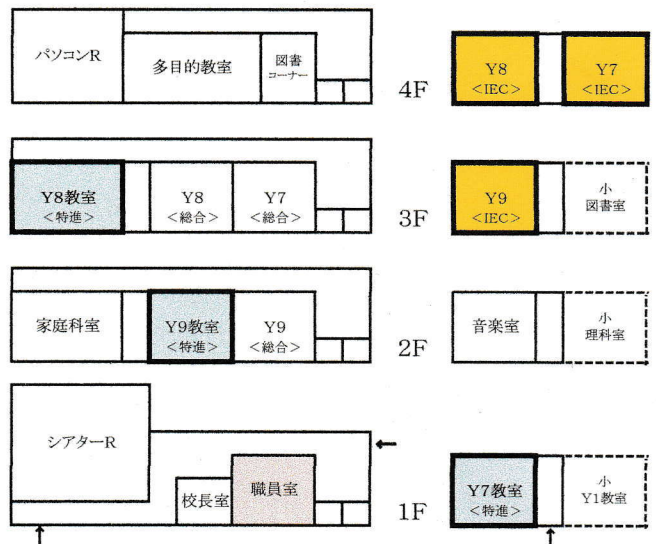 パソコンR
多目的教室
図書
コーナー
4F
Y8
<IEC>
Y7
<IEC>
Y8教室
<特進>
Y8
<総合>
Y7
<総合>
3F
Y9
<IEC>
小
図書室
家庭科室
Y9教室
<特進>
Y9
<総合>
2F
音楽室
小
理科室
シアターR
校長室
職員室
1F
Y7教室
<特進>
小
Y1教室